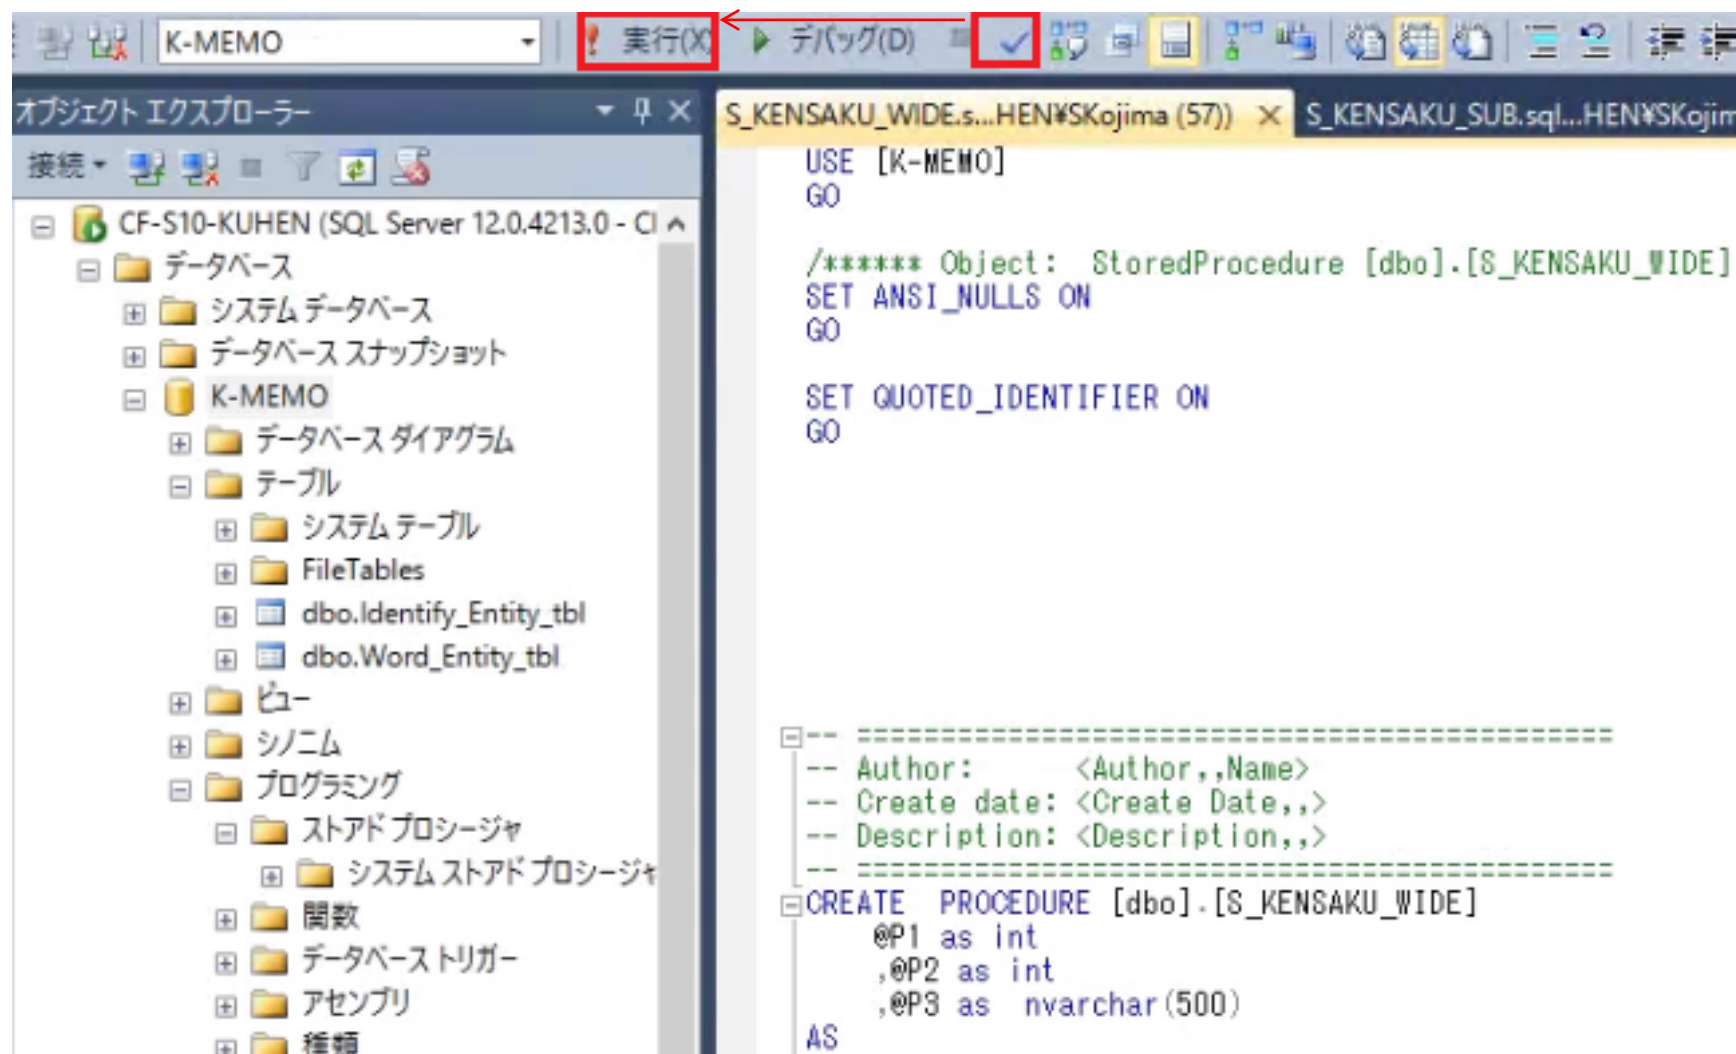 K-MEMO
実行(X)
デバッグ(D)
オブジェクト エクスプローラー
S_KENSAKU_WIDE.s...HEN¥SKojima (57))
S_KENSAKU_SUB.sql...HEN¥SKojim
接続
CF-S10-KUHEN (SQL Server 12.0.4213.0 - CI
データベース
システム データベース
データベース スナップショット
K-MEMO
データベース ダイアグラム
テーブル
システム テーブル
FileTables
dbo.Identify_Entity_tbl
dbo.Word_Entity_tbl
ビュー
シノニム
プログラミング
ストアド プロシージャ
システム ストアド プロシージャ
関数
データベース トリガー
アセンブリ
種類
USE [K-MEMO]
GO
/****** Object:  StoredProcedure [dbo].[S_KENSAKU_WIDE]
SET ANSI_NULLS ON
GO
SET QUOTED_IDENTIFIER ON
GO
-- =============================================
-- Author:      <Author,,Name>
-- Create date: <Create Date,,>
-- Description: <Description,,>
-- =============================================
CREATE  PROCEDURE [dbo].[S_KENSAKU_WIDE]
@P1 as int
,@P2 as int
,@P3 as  nvarchar(500)
AS